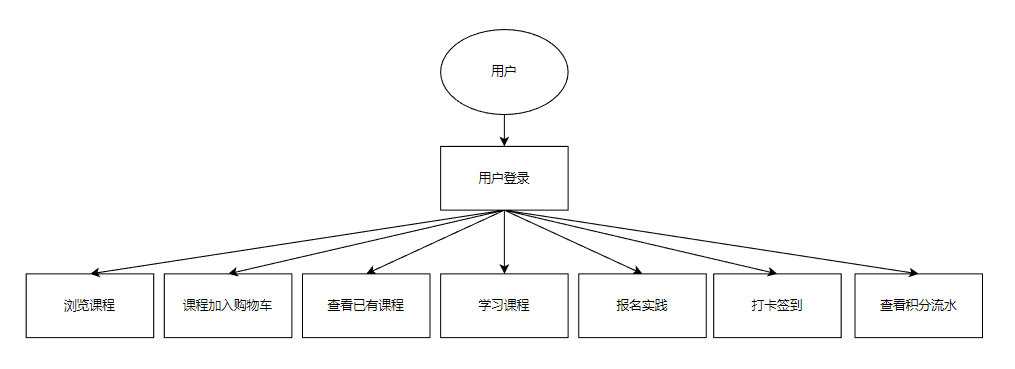 用户
用户登录
浏览课程
课程加入购物车
查看已有课程
学习课程
报名实践
打卡签到
查看积分流水